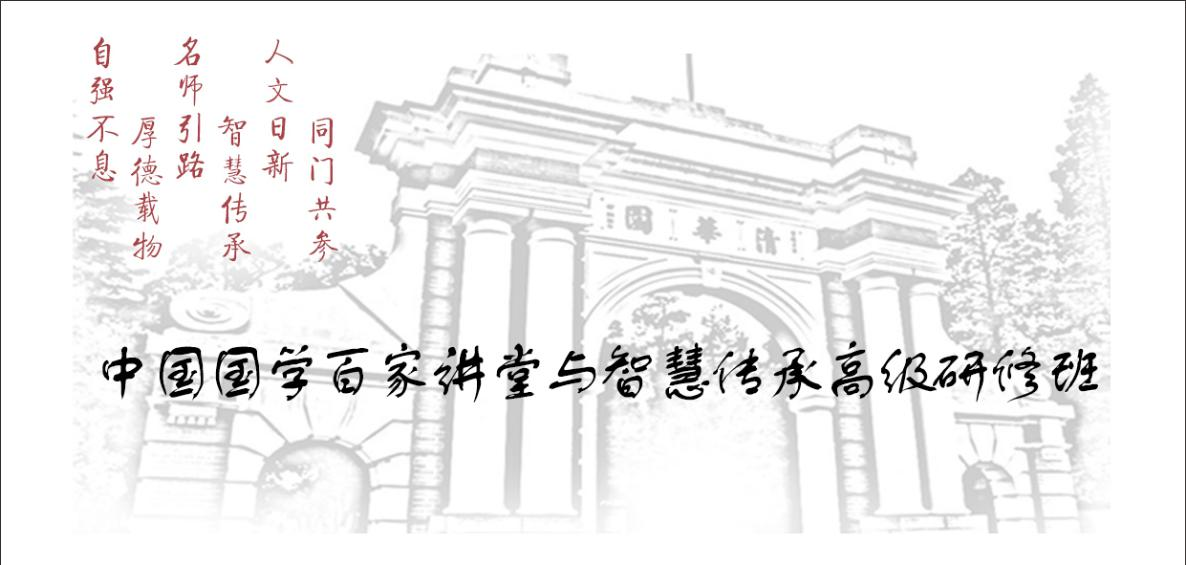 自强不息
厚德载物
名师引路
智慧传承
人文日新
同门共参
清華園
中国国学百家讲堂与智慧传承高级研修班